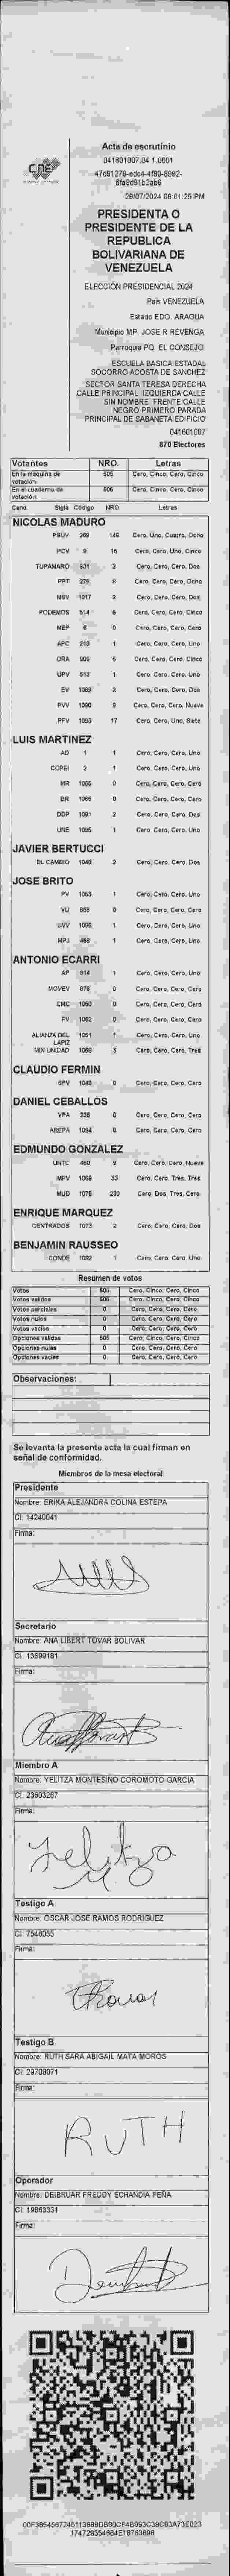 CNE
Acta de escrutinio
041601007.04.1.0001
28/07/2024 08:01:25 PM
PRESIDENTA O
PRESIDENTE DE LA
REPUBLICA
BOLIVARIANA DE
VENEZUELA
ELECCIÓN PRESIDENCIAL 2024
País VENEZUELA
Estado EDO. ARAGUA
Municipio MP. JOSE R REVENGA
Parroquia PQ. EL CONSEJO
ESCUELA BASICA ESTADAL
SOCORRO ACOSTA DE SANCHEZ
SECTOR SANTA TERESA DERECHA
CALLE PRINCIPAL. IZQUIERDA CALLE
SIN NOMBRE. FRENTE CALLE
NEGRO PRIMERO PARADA
PRINCIPAL DE SABANETA EDIFICIO
041601007
870 Electores
Votantes NRO. Letras
En la máquina de votación 505 Cero, Cinco, Cero, Cinco
En el cuaderno de votación 505 Cero, Cinco, Cero, Cinco
Cand. Sigla Código NRO. Letras
NICOLAS MADURO
PSUV 269 148 Cero, Uno, Cuatro, Ocho
PCV 9 15 Cero, Cero, Uno, Cinco
TUPAMARO 531 2 Cero, Cero, Cero, Dos
PPT 278 8 Cero, Cero, Cero, Ocho
MSV 1017 2 Cero, Cero, Cero, Dos
PODEMOS 514 5 Cero, Cero, Cero, Cinco
MEP 6 0 Cero, Cero, Cero, Cero
APC 219 1 Cero, Cero, Cero, Uno
ORA 909 5 Cero, Cero, Cero, Cinco
UPV 513 1 Cero, Cero, Cero, Uno
EV 1089 2 Cero, Cero, Cero, Dos
PVV 1090 9 Cero, Cero, Cero, Nueve
PFV 1093 17 Cero, Cero, Uno, Siete
LUIS MARTINEZ
AD 1 1 Cero, Cero, Cero, Uno
COPEI 2 1 Cero, Cero, Cero, Uno
MR 1065 0 Cero, Cero, Cero, Cero
BR 1066 0 Cero, Cero, Cero, Cero
DDP 1091 2 Cero, Cero, Cero, Dos
UNE 1095 1 Cero, Cero, Cero, Uno
JAVIER BERTUCCI
EL CAMBIO 1046 2 Cero, Cero, Cero, Dos
JOSE BRITO
PV 1053 1 Cero, Cero, Cero, Uno
VU 869 0 Cero, Cero, Cero, Cero
UVV 1056 1 Cero, Cero, Cero, Uno
MPJ 468 1 Cero, Cero, Cero, Uno
ANTONIO ECARRI
AP 914 1 Cero, Cero, Cero, Uno
MOVEV 878 0 Cero, Cero, Cero, Cero
CMC 1050 0 Cero, Cero, Cero, Cero
FV 1062 0 Cero, Cero, Cero, Cero
ALIANZA DEL LAPIZ 1051 1 Cero, Cero, Cero, Uno
MIN UNIDAD 1069 3 Cero, Cero, Cero, Tres
CLAUDIO FERMIN
SPV 1049 0 Cero, Cero, Cero, Cero
DANIEL CEBALLOS
VPA 235 0 Cero, Cero, Cero, Cero
AREPA 1094 0 Cero, Cero, Cero, Cero
EDMUNDO GONZALEZ
UNTC 460 9 Cero, Cero, Cero, Nueve
MPV 1069 33 Cero, Cero, Tres, Tres
MUD 1075 230 Cero, Dos, Tres, Cero
ENRIQUE MARQUEZ
CENTRADOS 1073 2 Cero, Cero, Cero, Dos
BENJAMIN RAUSSEO
CONDE 1092 1 Cero, Cero, Cero, Uno
Resumen de votos
Votos 505 Cero, Cinco, Cero, Cinco
Votos validos 505 Cero, Cinco, Cero, Cinco
Votos parciales 0 Cero, Cero, Cero, Cero
Votos nulos 0 Cero, Cero, Cero, Cero
Votos vacios 0 Cero, Cero, Cero, Cero
Opciones válidas 505 Cero, Cinco, Cero, Cinco
Opciones nulas 0 Cero, Cero, Cero, Cero
Opciones vacías 0 Cero, Cero, Cero, Cero
Observaciones:
Se levanta la presente acta la cual firman en
señal de conformidad.
Miembros de la mesa electoral
Presidente
Nombre: ERIKA ALEJANDRA COLINA ESTEPA
CI: 14240041
Firma:
Secretario
Nombre: ANA LIBERT TOVAR BOLIVAR
CI: 13699181
Firma:
Miembro A
Nombre: YELITZA MONTESINO COROMOTO GARCIA
CI: 23803267
Firma:
Yelitza
Testigo A
Nombre: OSCAR JOSE RAMOS RODRIGUEZ
CI: 7546055
Firma:
Testigo B
Nombre: RUTH SARA ABIGAIL MATA MOROS
CI: 29708071
Firma:
RUTH
Operador
Nombre: DEIBRUAR FREDDY ECHANDIA PEÑA
CI: 19863331
Firma: